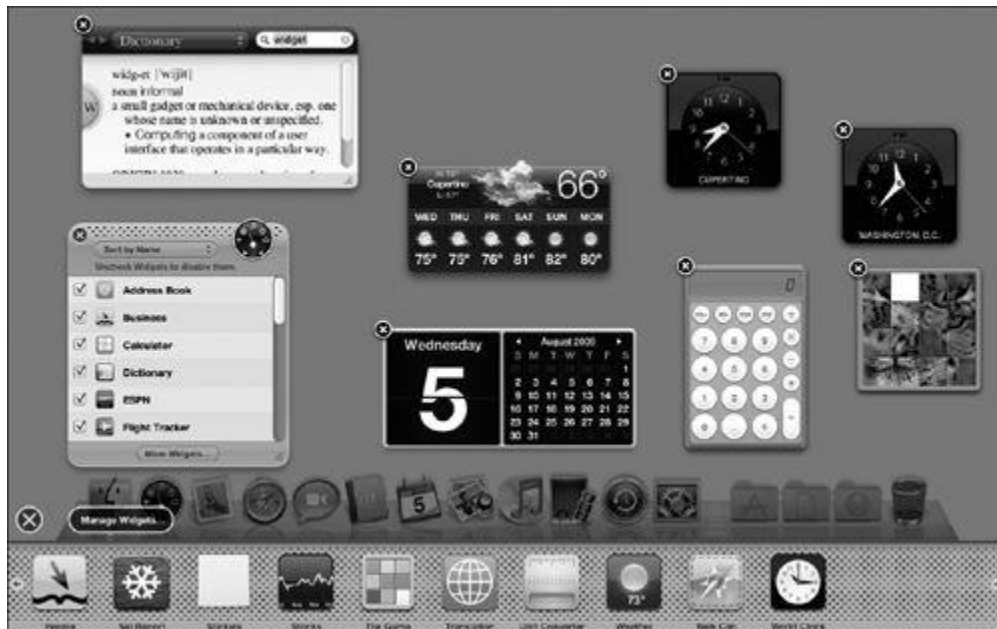 Dictionary
widget
widg·et |'wijit|
noun informal
a small gadget or mechanical device, esp. one
whose name is unknown or unspecified.
• Computing a component of a user
interface that operates in a particular way.
W
Cupertino
66°
WED THU FRI SAT SUN MON
75° 75° 76° 81° 82° 80°
CUPERTINO
WASHINGTON, D.C.
Sort by Name
Uncheck Widgets to disable them.
Address Book
Business
Calculator
Dictionary
ESPN
Flight Tracker
More Widgets...
Wednesday
5
August 2009
S M T W T F S
1
2 3 4 5 6 7 8
9 10 11 12 13 14 15
16 17 18 19 20 21 22
23 24 25 26 27 28 29
30 31
0
7 8 9
4 5 6
1 2 3
0
5
Manage Widgets...
73°
Ski Report
Stickies
Stocks
Tile Game
Translation
Unit Converter
Weather
Web Clip
World Clock